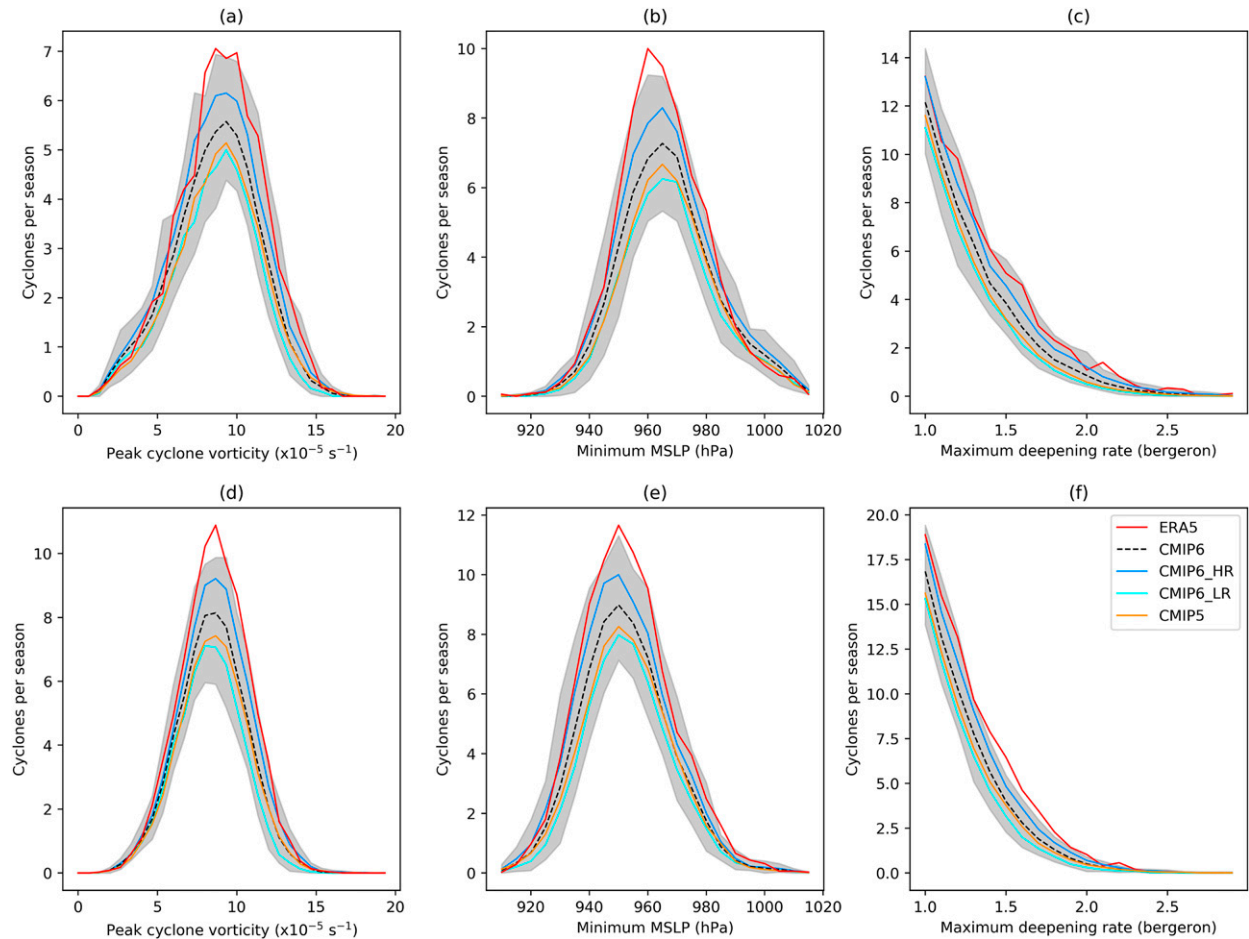 (a)
(b)
(c)
7
6
5
4
3
2
1
0
Cyclones per season
0 5 10 15 20
Peak cyclone vorticity (x10⁻⁵ s⁻¹)
10
8
6
4
2
0
Cyclones per season
920 940 960 980 1000 1020
Minimum MSLP (hPa)
14
12
10
8
6
4
2
0
Cyclones per season
1.0 1.5 2.0 2.5
Maximum deepening rate (bergeron)
(d)
(e)
(f)
10
8
6
4
2
0
Cyclones per season
0 5 10 15 20
Peak cyclone vorticity (x10⁻⁵ s⁻¹)
12
10
8
6
4
2
0
Cyclones per season
920 940 960 980 1000 1020
Minimum MSLP (hPa)
20.0
17.5
15.0
12.5
10.0
7.5
5.0
2.5
0.0
Cyclones per season
1.0 1.5 2.0 2.5
Maximum deepening rate (bergeron)
ERA5
CMIP6
CMIP6_HR
CMIP6_LR
CMIP5